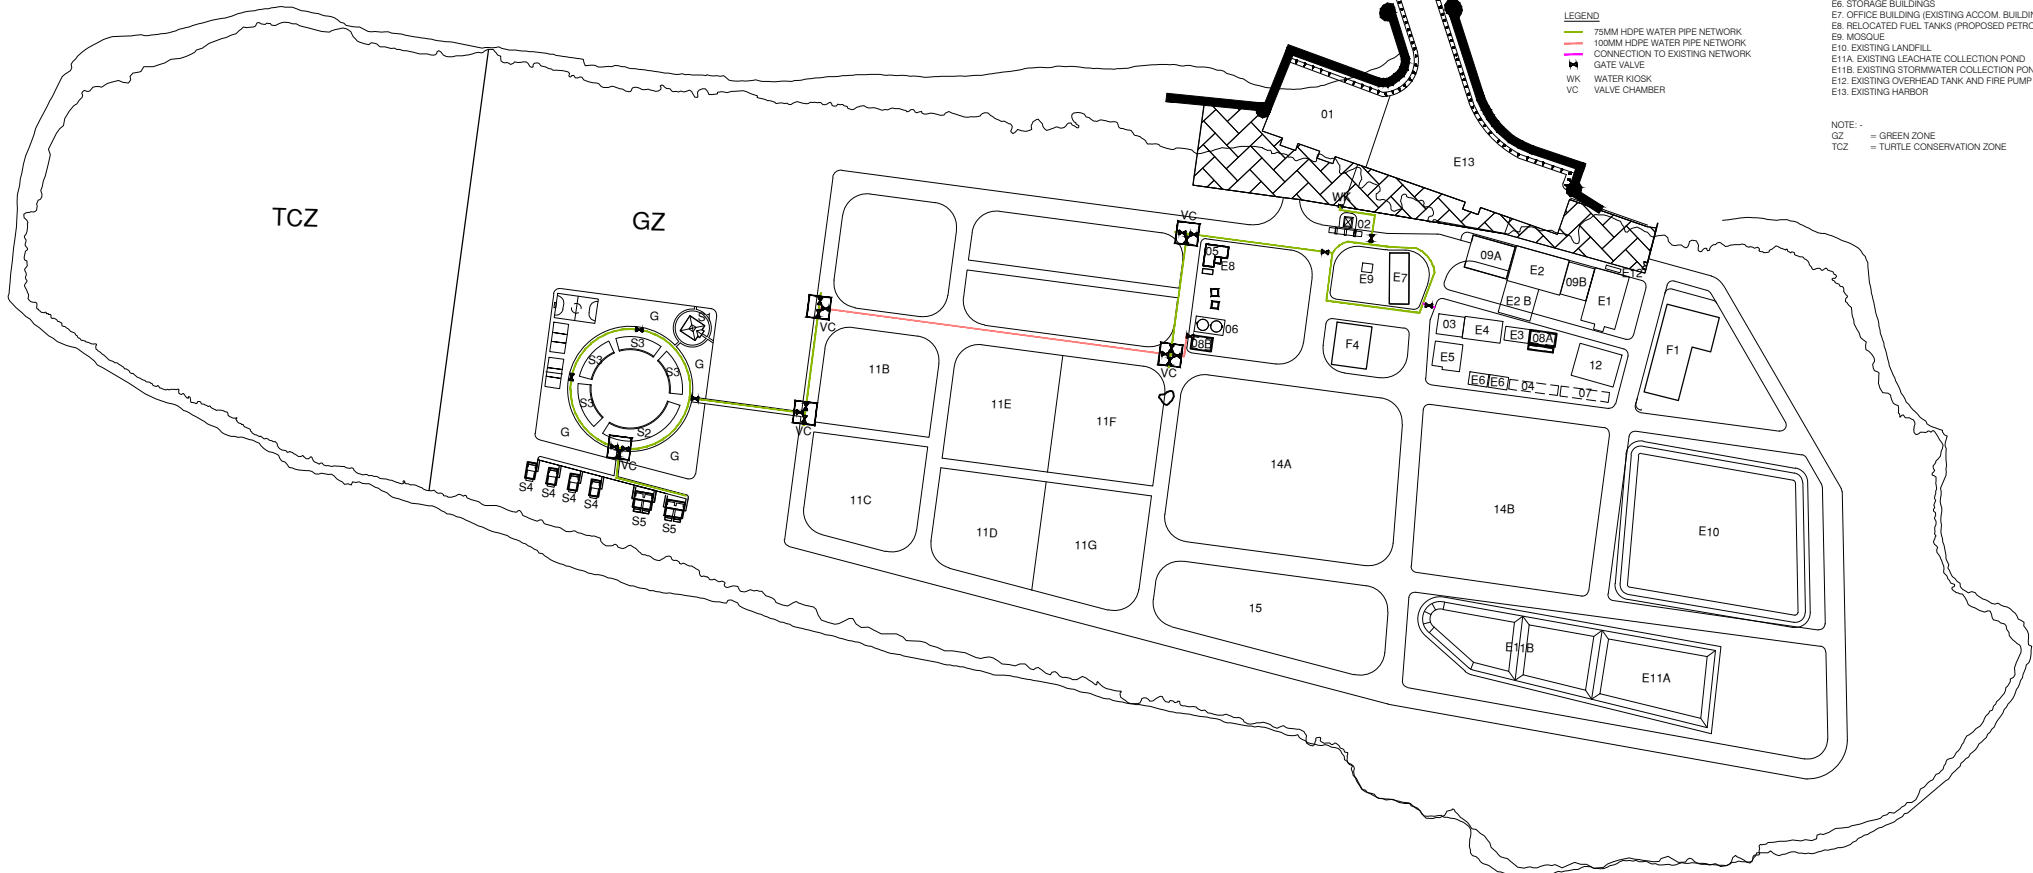 LEGEND
75MM HDPE WATER PIPE NETWORK
100MM HDPE WATER PIPE NETWORK
CONNECTION TO EXISTING NETWORK
GATE VALVE
WK WATER KIOSK
VC VALVE CHAMBER
E6. STORAGE BUILDINGS
E7. OFFICE BUILDING (EXISTING ACCOM. BUILDIN
E8. RELOCATED FUEL TANKS (PROPOSED PETRO
E9. MOSQUE
E10. EXISTING LANDFILL
E11A. EXISTING LEACHATE COLLECTION POND
E11B. EXISTING STORMWATER COLLECTION PON
E12. EXISTING OVERHEAD TANK AND FIRE PUMP
E13. EXISTING HARBOR
NOTE: -
GZ = GREEN ZONE
TCZ = TURTLE CONSERVATION ZONE
TCZ
GZ
01
E13
WK
02
VC
05
E8
E9
E7
09A
E2
09B
E12
E1
E2 B
03
E4
E3
08A
E5
12
E6
E6
04
07
F1
F4
06
08B
VC
VC
VC
VC
C
G
S1
S3
S3
S3
S3
G
G
G
S2
S4
S4
S4
S4
S5
S5
11B
11C
11E
11F
11D
11G
14A
14B
15
E10
E11B
E11A